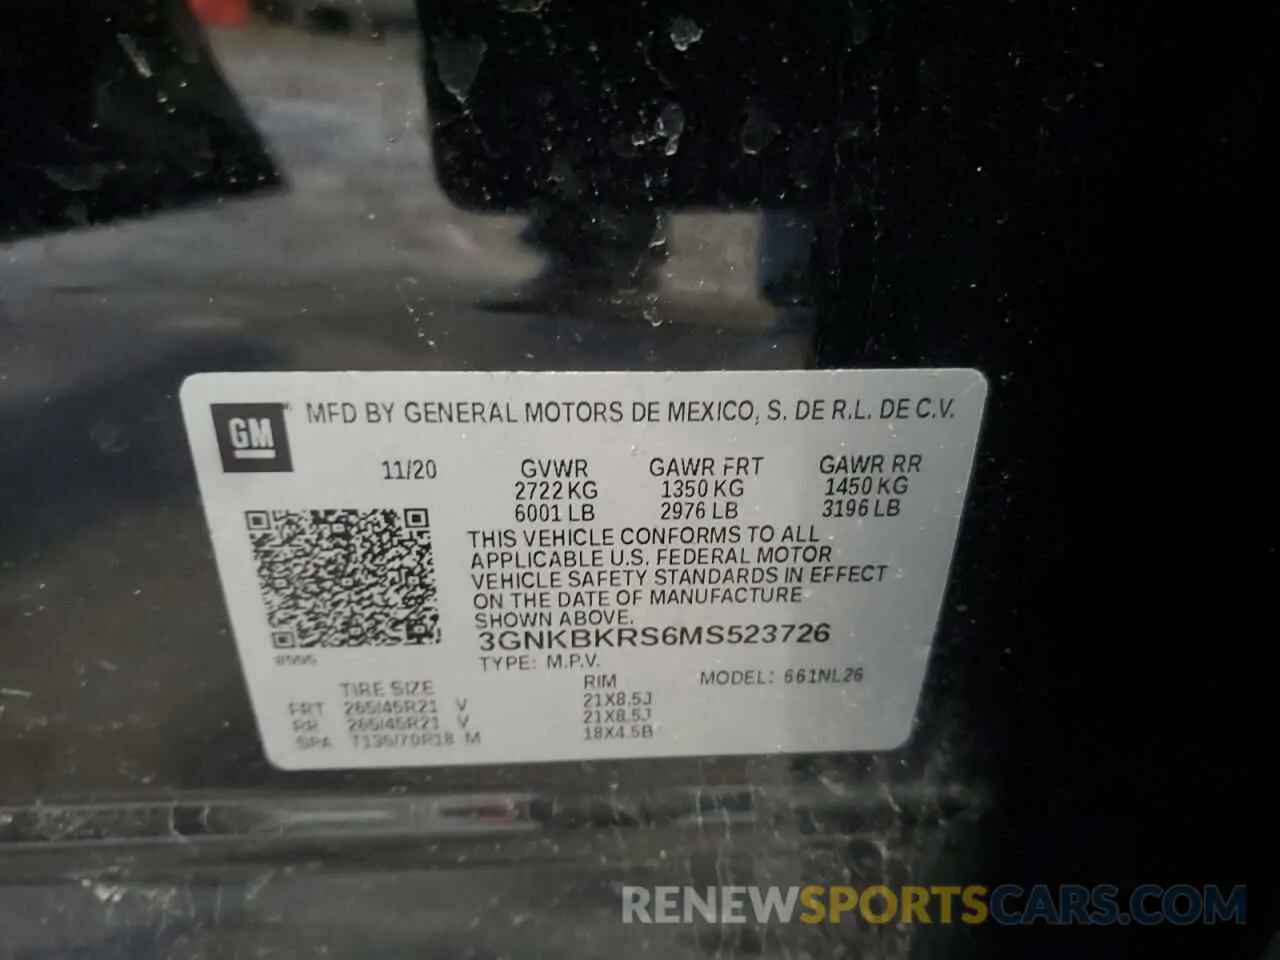 GM
MFD BY GENERAL MOTORS DE MEXICO, S. DE R.L. DE C.V.
11/20 GVWR GAWR FRT GAWR RR
2722 KG 1350 KG 1450 KG
6001 LB 2976 LB 3196 LB
THIS VEHICLE CONFORMS TO ALL
APPLICABLE U.S. FEDERAL MOTOR
VEHICLE SAFETY STANDARDS IN EFFECT
ON THE DATE OF MANUFACTURE
SHOWN ABOVE.
3GNKBKRS6MS523726
TYPE: M.P.V. MODEL: 661NL26
TIRE SIZE RIM
FRT 265/45R21 V 21X8.5J
RR 265/45R21 V 21X8.5J
SPA T135/70R18 M 18X4.5B
RENEWSPORTSCARS.COM